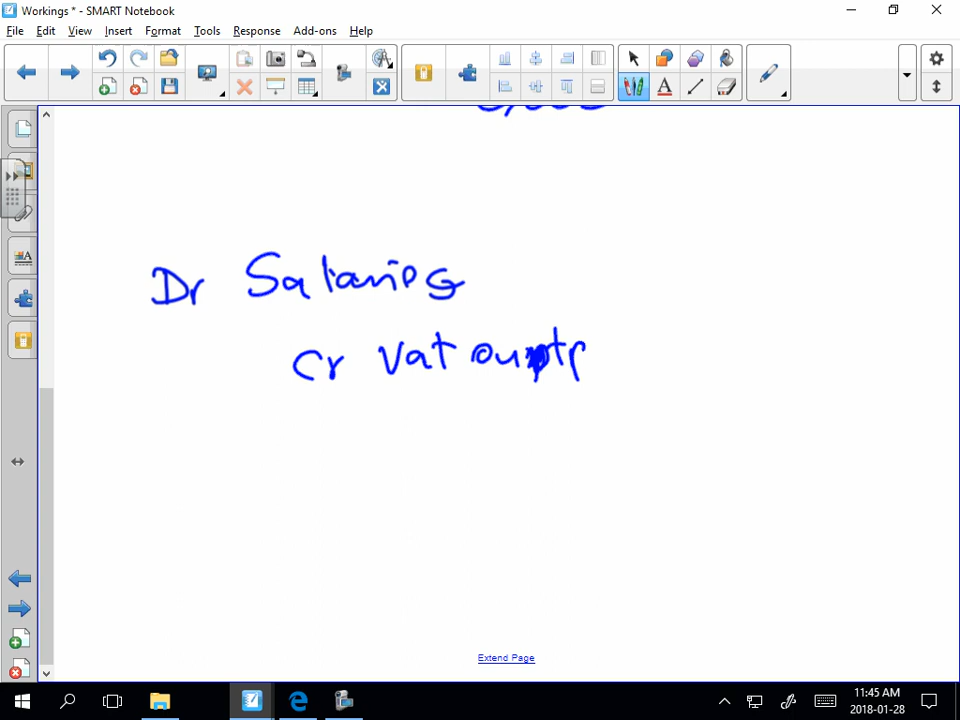 Workings * - SMART Notebook
File Edit View Insert Format Tools Response Add-ons Help
Dr Salaries
Cr Vat
Extend Page
11:45 AM
2018-01-28